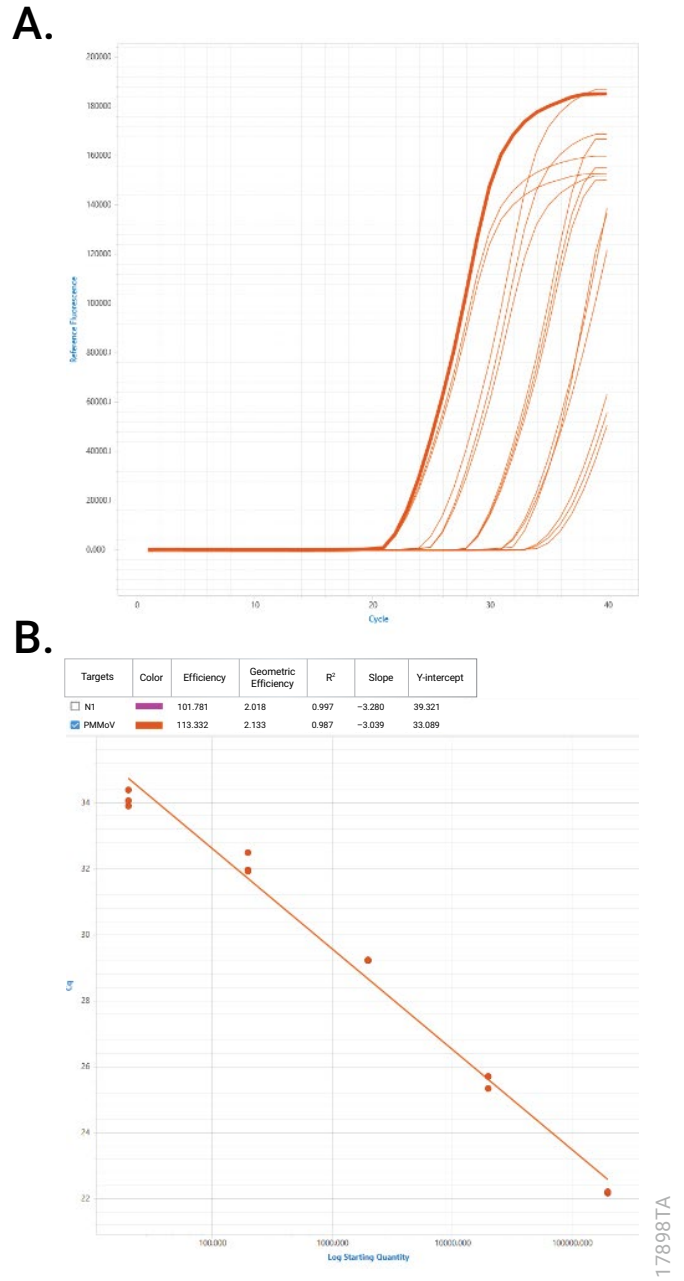 A.
200000
180000
160000
140000
120000
100000
80000.(
60000.(
40000.(
20000.(
0.000
Reference Fluorescence
0 10 20 30 40
Cycle
B.
Targets Color Efficiency Geometric Efficiency R² Slope Y-intercept
N1 101.781 2.018 0.997 −3.280 39.321
PMMoV 113.332 2.133 0.987 −3.039 33.089
34
32
30
28
26
24
22
Cq
100.000 1000.000 10000.000 100000.000
Log Starting Quantity
17898TA